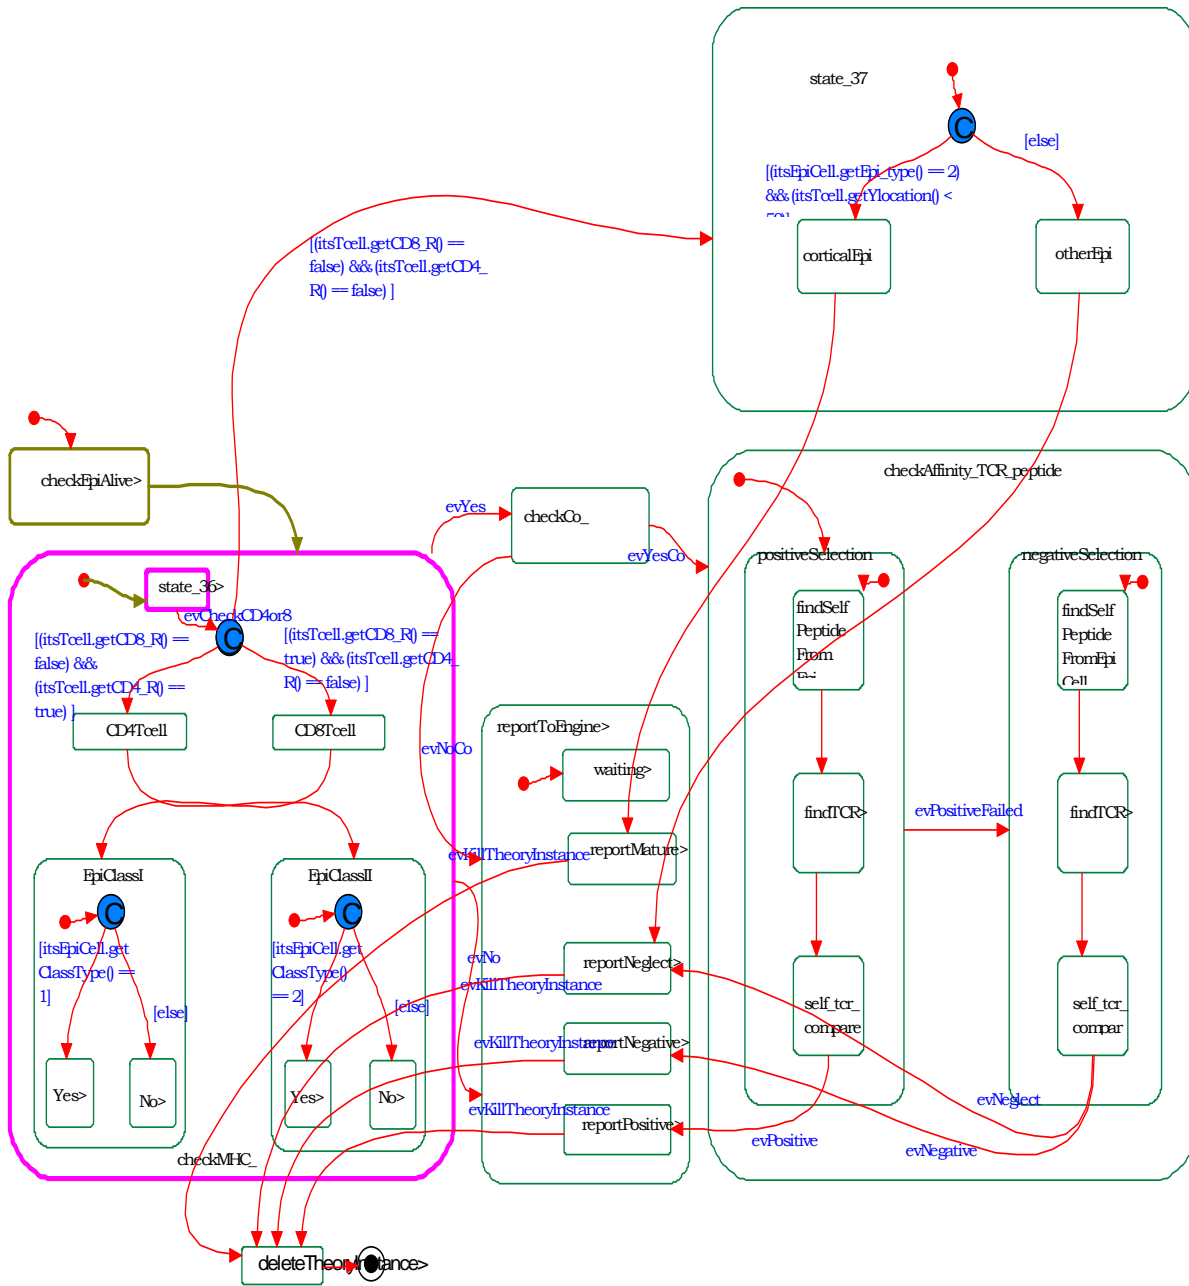 state_37
C
[else]
[(itsEpiCell.getEpi_type() == 2)
&& (itsTcell.getYlocation() <
corticalEpi
otherEpi
[(itsTcell.getCD8_R() ==
false) && (itsTcell.getCD4_
R() == false) ]
checkEpiAlive>
evYes
checkCo_
evYesCo
checkAffinity_TCR_peptide
state_36>
evCheckCD4or8
C
[(itsTcell.getCD8_R() ==
false) &&
(itsTcell.getCD4_R() ==
true) ]
[(itsTcell.getCD8_R() ==
true) && (itsTcell.getCD4_
R() == false) ]
CD4Tcell
CD8Tcell
evNoCo
positiveSelection
findSelf
Peptide
From
Epi
findTCR>
self_tcr_
compare
evPositiveFailed
negativeSelection
findSelf
Peptide
FromEpi
Cell
findTCR>
self_tcr_
compar
reportToEngine>
waiting>
reportMature>
evKillTheoryInstance
reportNeglect>
evKillTheoryInstance
reportNegative>
evKillTheoryInstance
reportPositive>
evKillTheoryInstance
evNo
evNeglect
evNegative
evPositive
EpiClassI
C
[itsEpiCell.get
ClassType() ==
1]
[else]
Yes>
No>
EpiClassII
C
[itsEpiCell.get
ClassType()
== 2]
[else]
Yes>
No>
checkMHC_
deleteTheoryInstance>